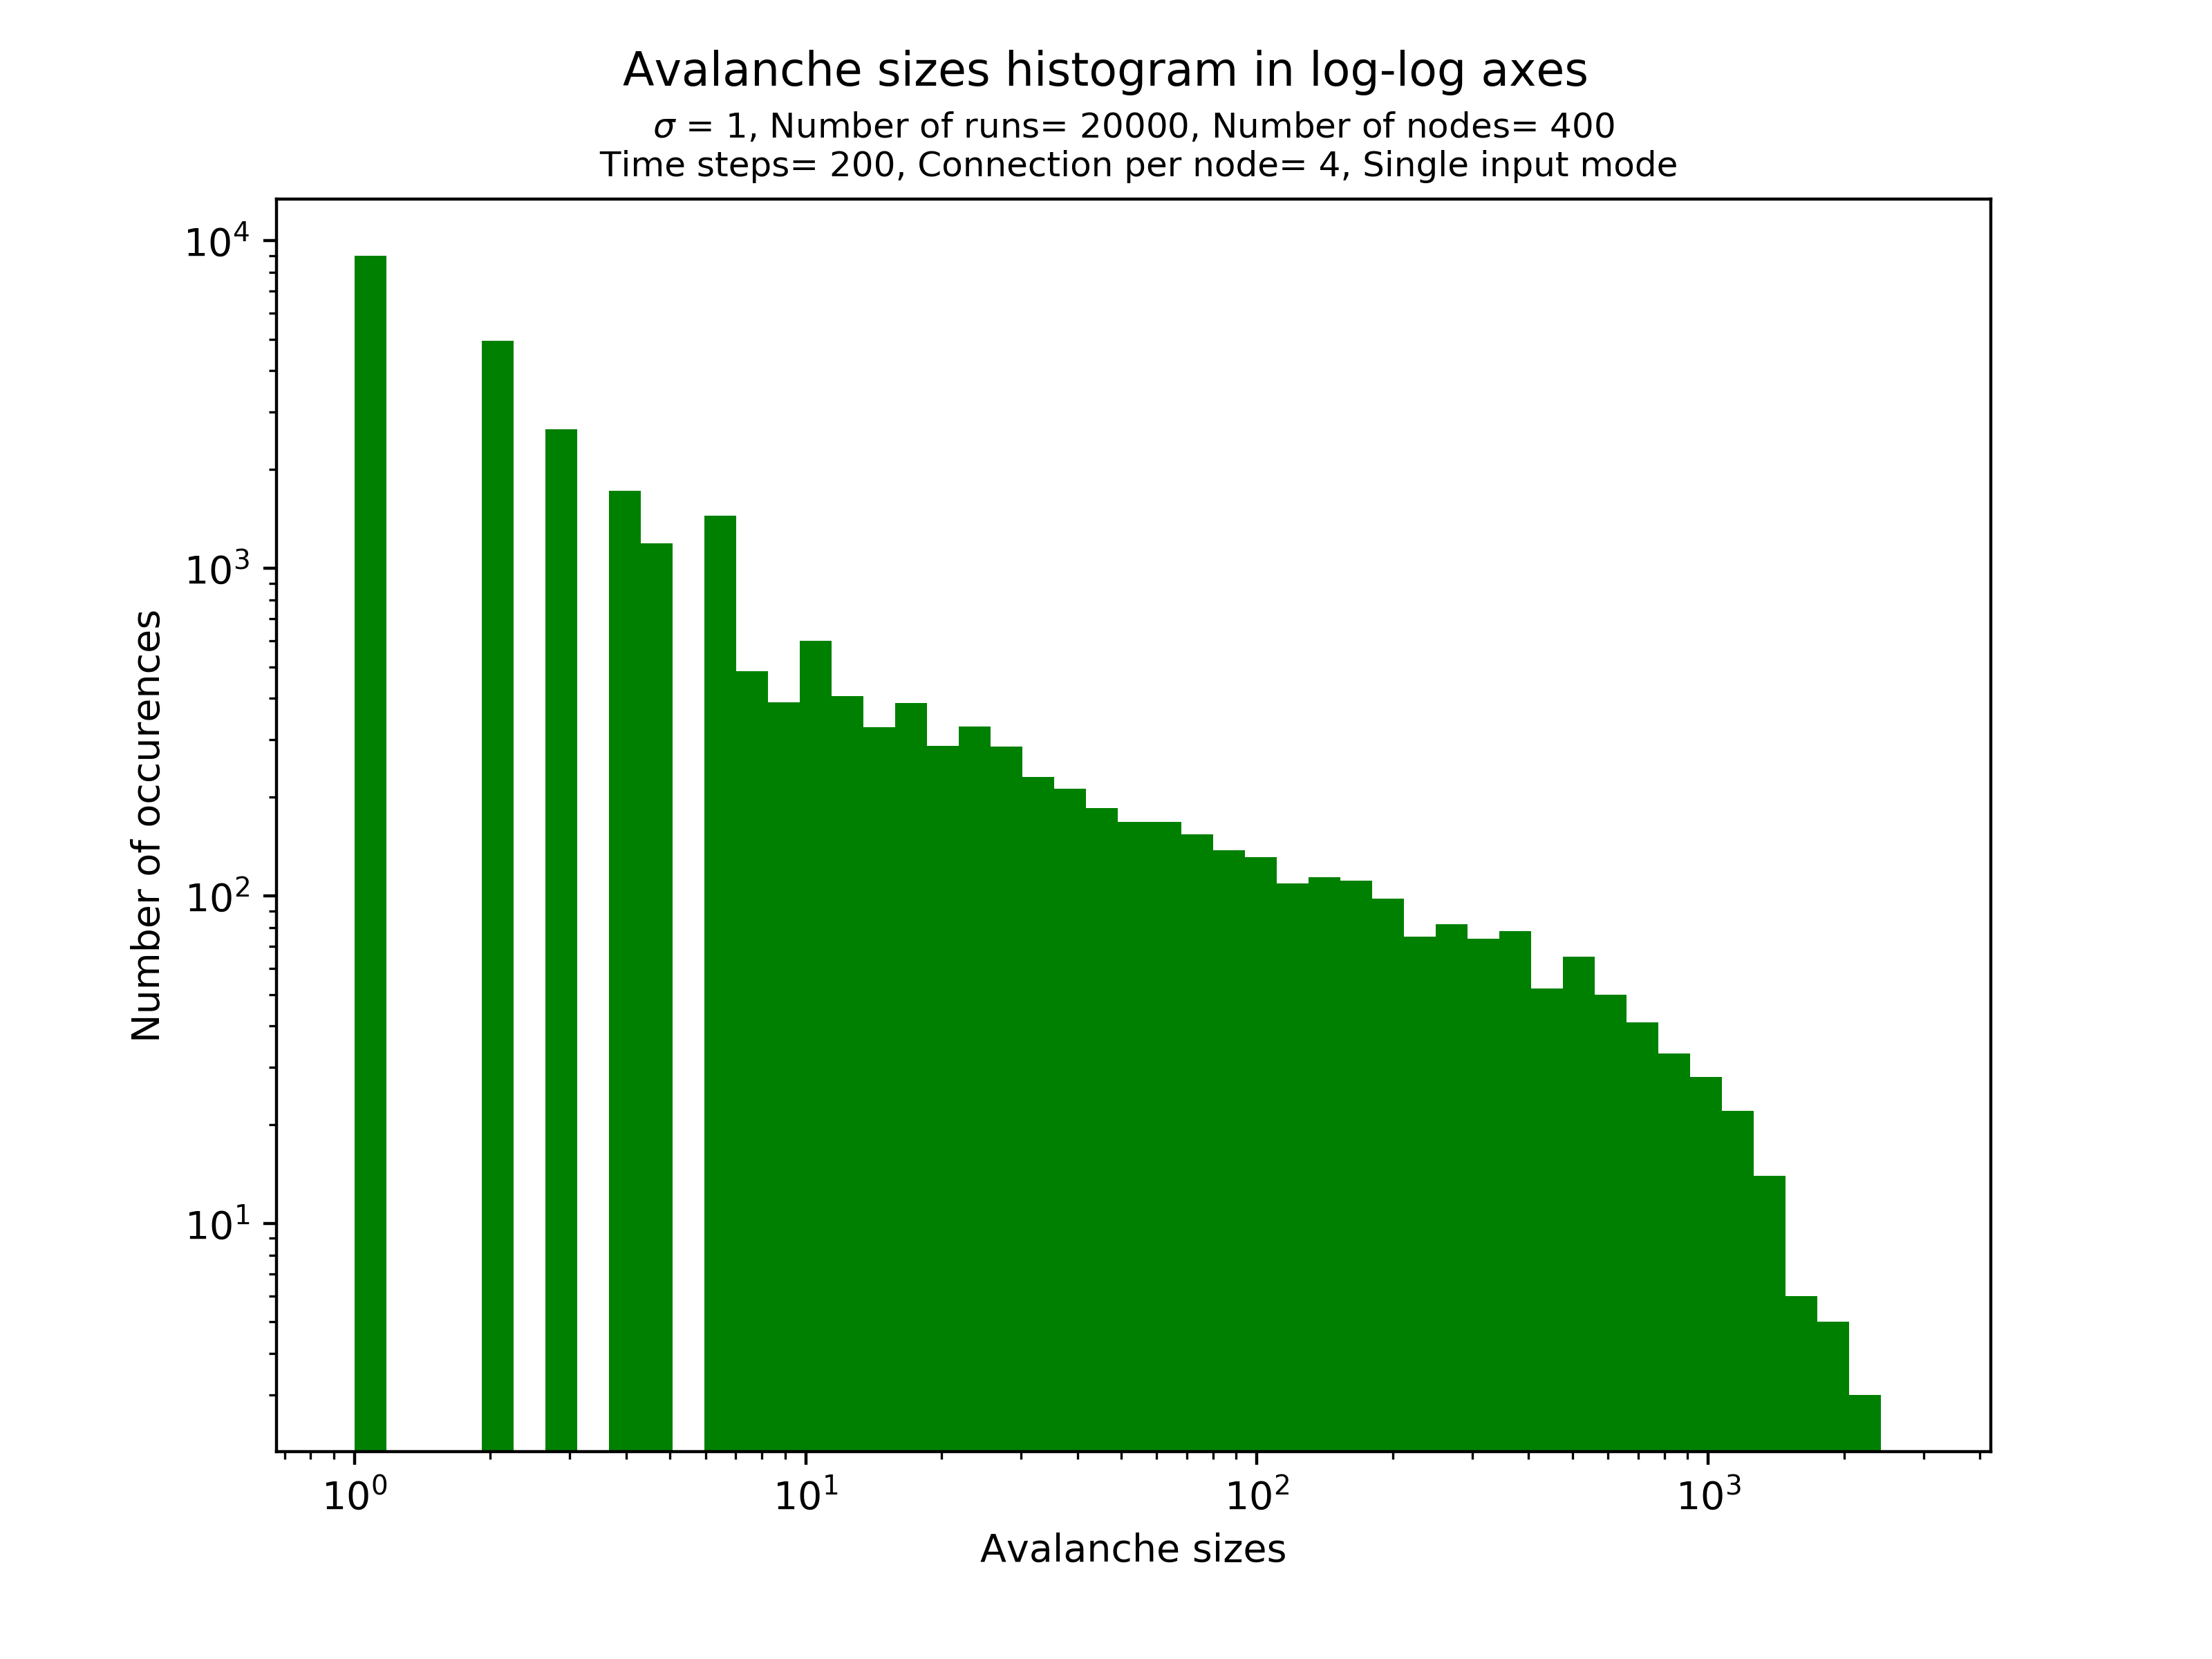 Avalanche sizes histogram in log-log axes
σ = 1, Number of runs= 20000, Number of nodes= 400
Time steps= 200, Connection per node= 4, Single input mode
10⁴
10³
10²
10¹
Number of occurences
10⁰ 10¹ 10² 10³
Avalanche sizes